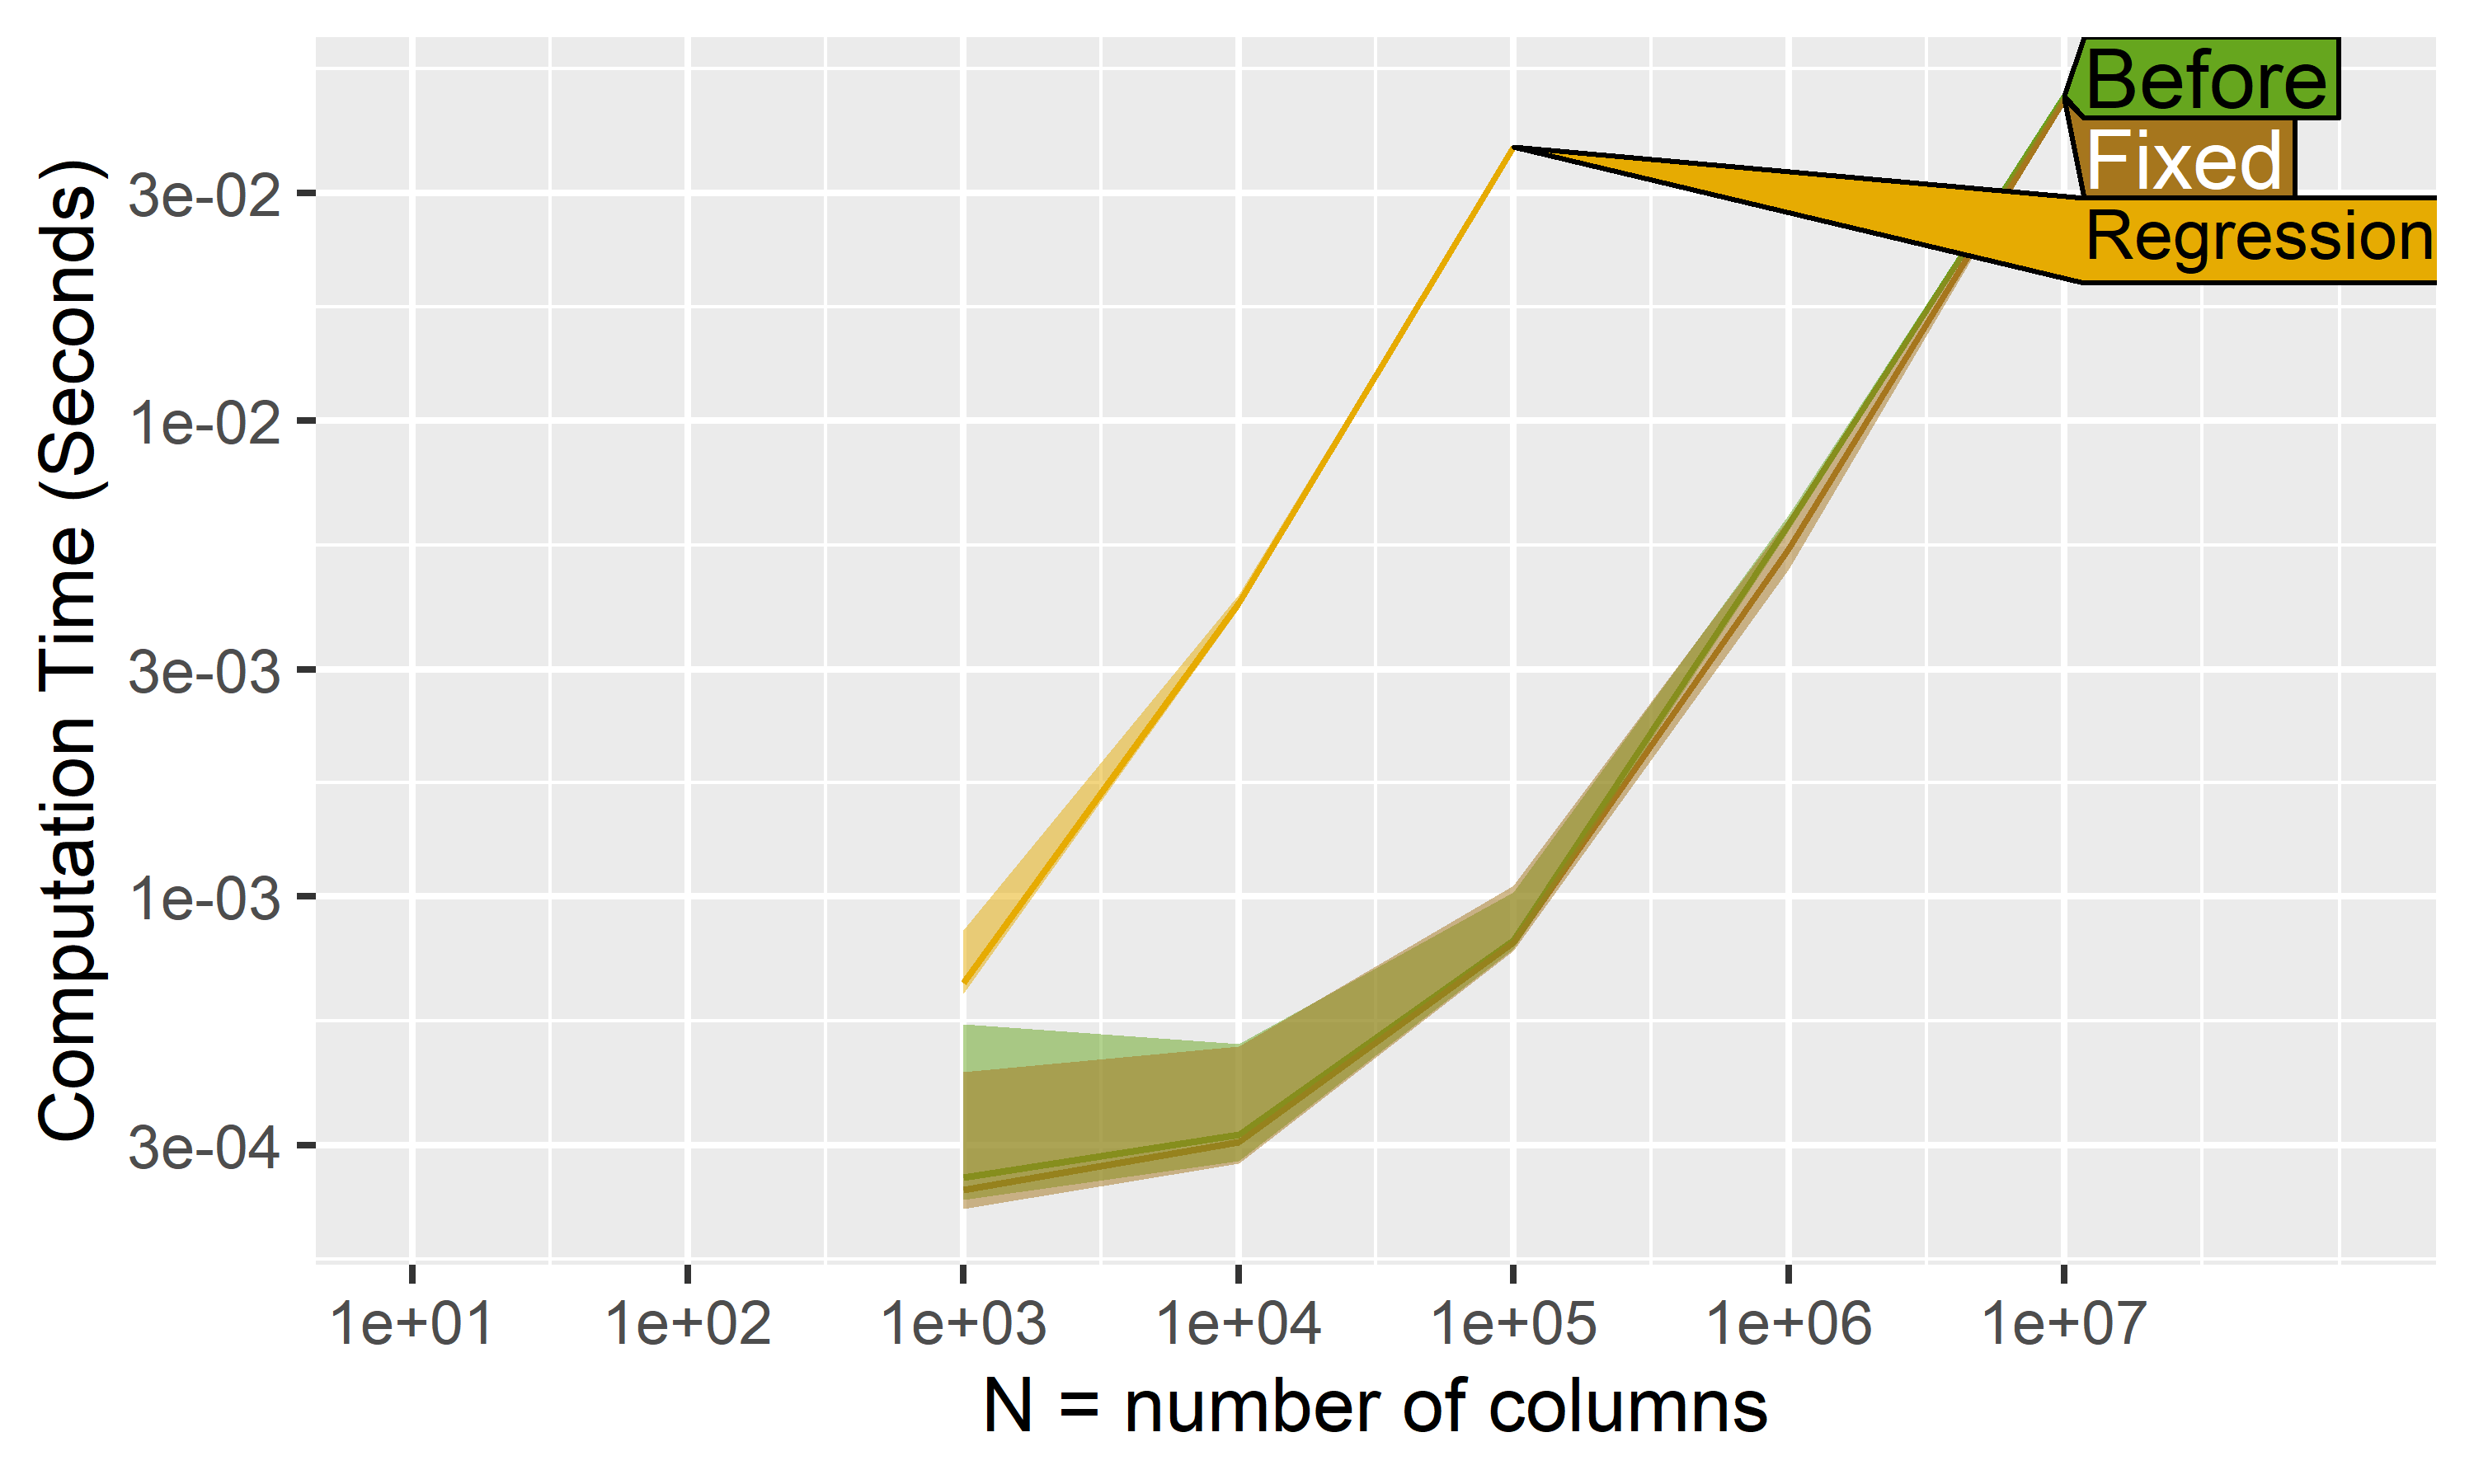 Before
Fixed
Regression
Computation Time (Seconds)
3e-02
1e-02
3e-03
1e-03
3e-04
1e+01
1e+02
1e+03
1e+04
1e+05
1e+06
1e+07
N = number of columns